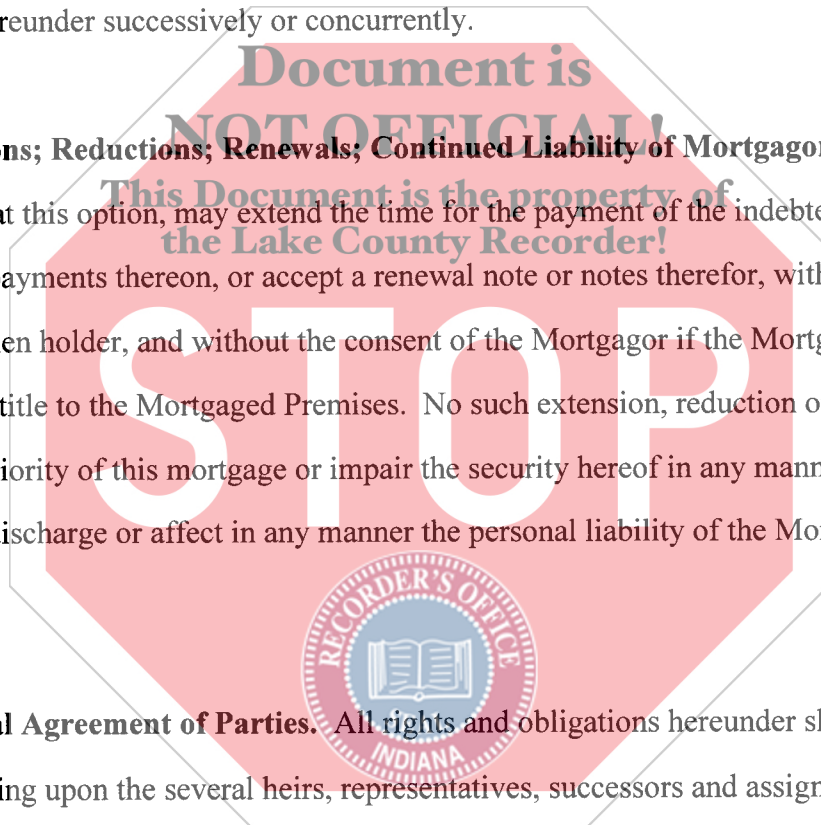 reunder successively or concurrently.
Document is
NOT OFFICIAL!
ns; Reductions; Renewals; Continued Liability of Mortgagor
This Document is the property of
at this option, may extend the time for the payment of the indebte
the Lake County Recorder!
ayments thereon, or accept a renewal note or notes therefor, with
en holder, and without the consent of the Mortgagor if the Mortg
STOP
title to the Mortgaged Premises. No such extension, reduction o
iority of this mortgage or impair the security hereof in any mann
ischarge or affect in any manner the personal liability of the Mo
RECORDER'S OFFICE
INDIANA
l Agreement of Parties. All rights and obligations hereunder s
ing upon the several heirs, representatives, successors and assign